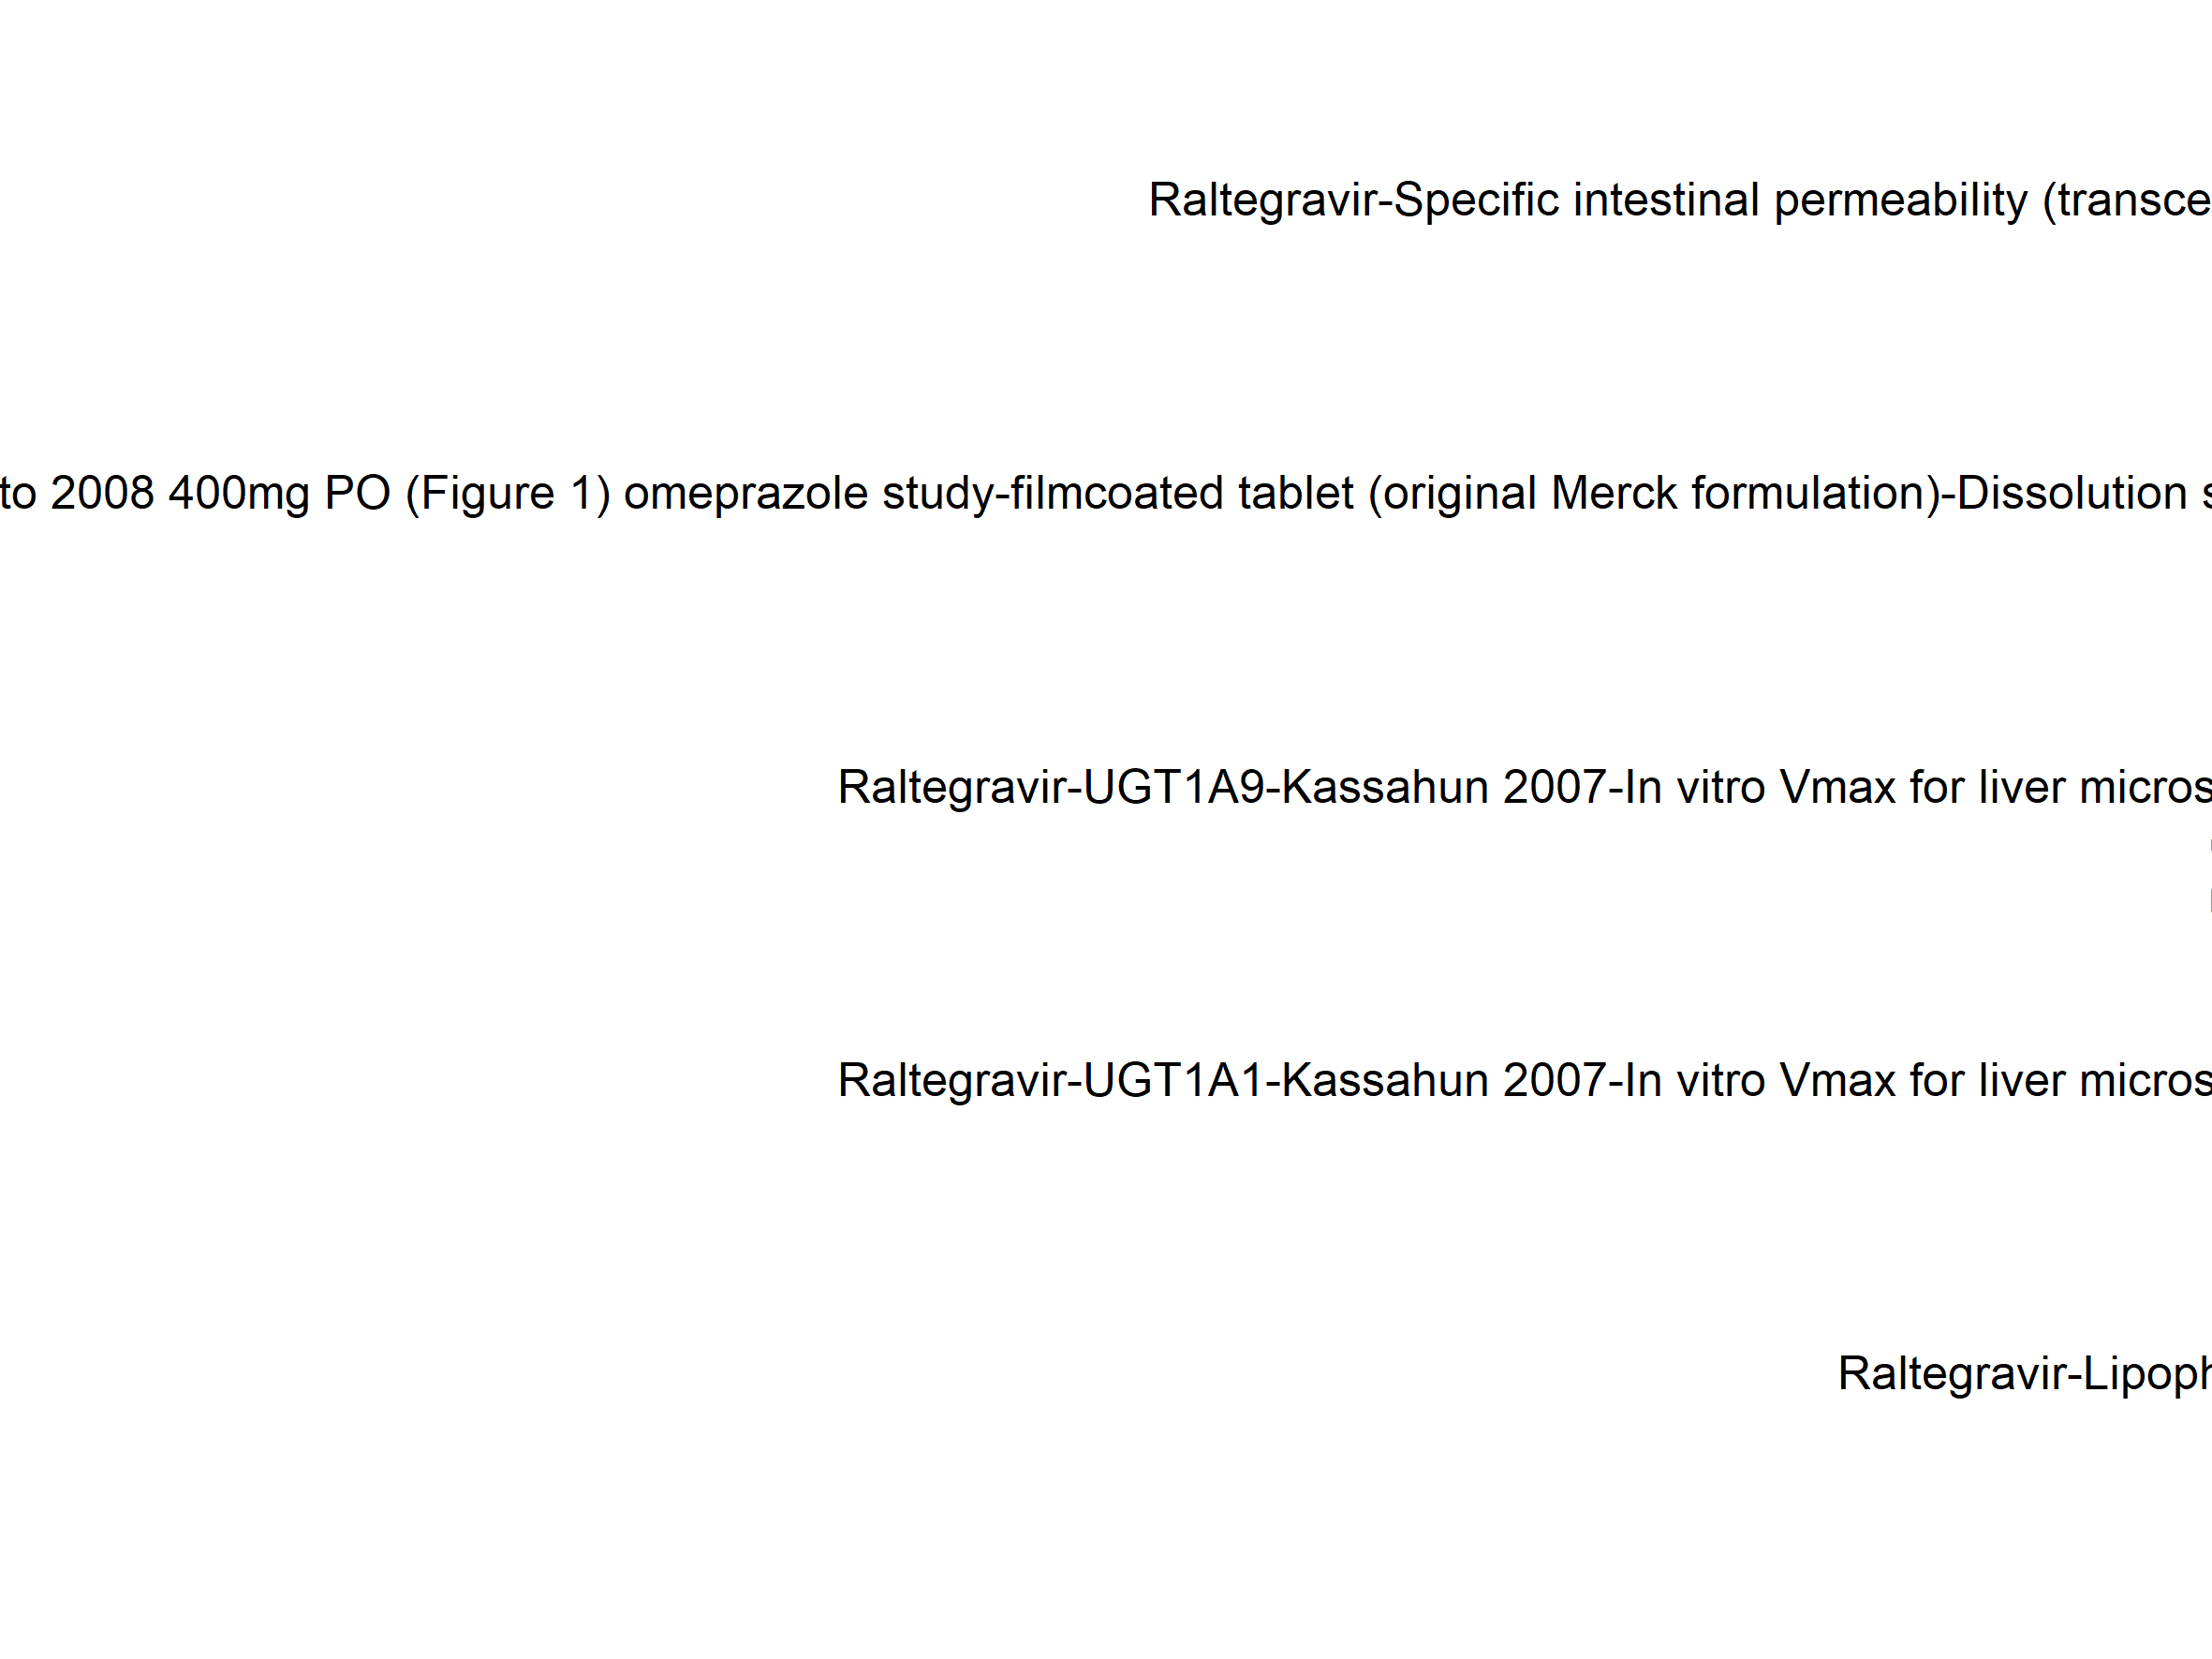 Raltegravir-Specific intestinal permeability (transce
to 2008 400mg PO (Figure 1) omeprazole study-filmcoated tablet (original Merck formulation)-Dissolution s
Raltegravir-UGT1A9-Kassahun 2007-In vitro Vmax for liver micros
Raltegravir-UGT1A1-Kassahun 2007-In vitro Vmax for liver micros
Raltegravir-Lipoph